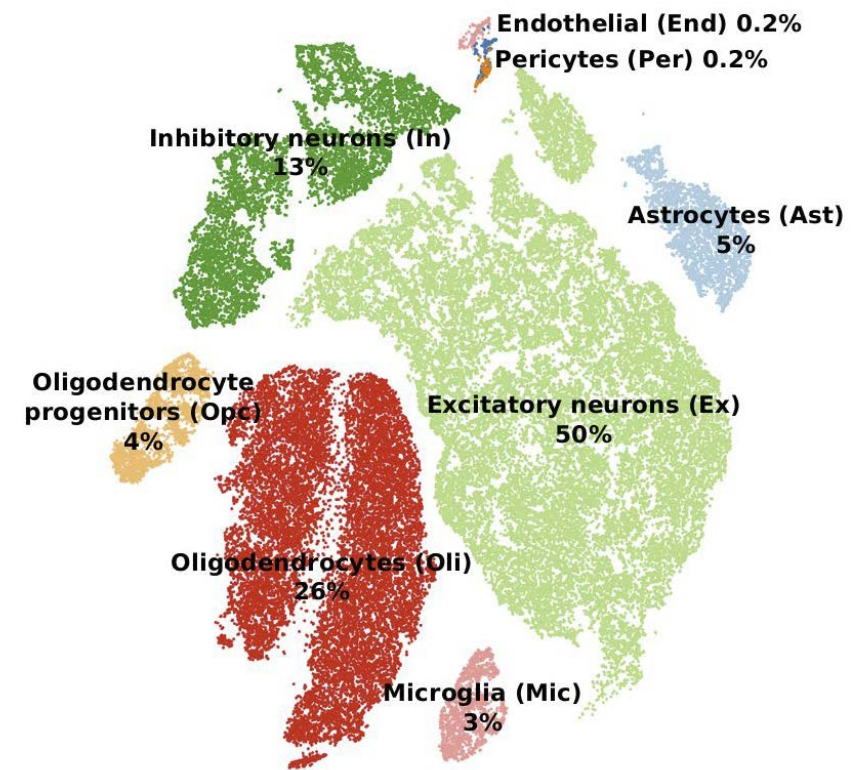 Endothelial (End) 0.2%
Pericytes (Per) 0.2%
Inhibitory neurons (In)
13%
Astrocytes (Ast)
5%
Oligodendrocyte
progenitors (Opc)
4%
Excitatory neurons (Ex)
50%
Oligodendrocytes (Oli)
26%
Microglia (Mic)
3%